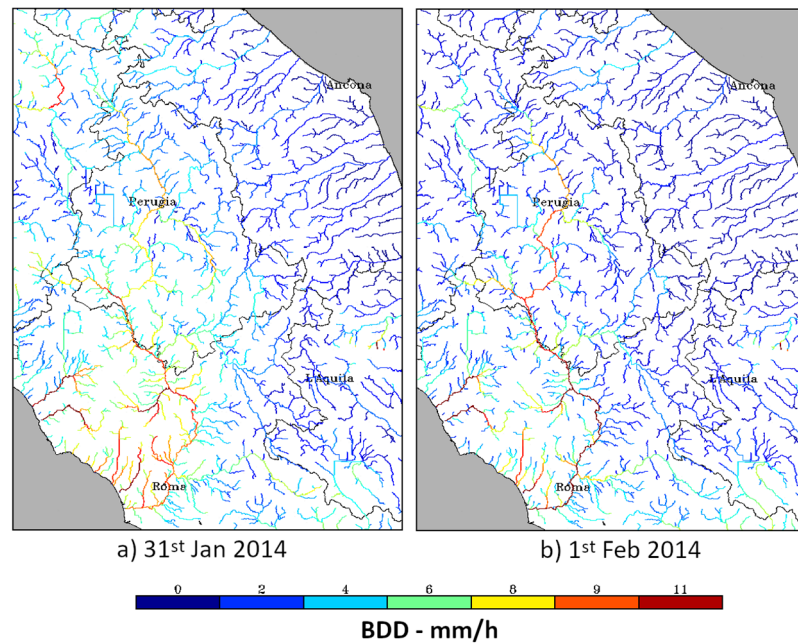 Ancona
Ancona
Perugia
Perugia
L'Aquila
L'Aquila
Roma
Roma
a) 31st Jan 2014
b) 1st Feb 2014
0 2 4 6 8 9 11
BDD - mm/h